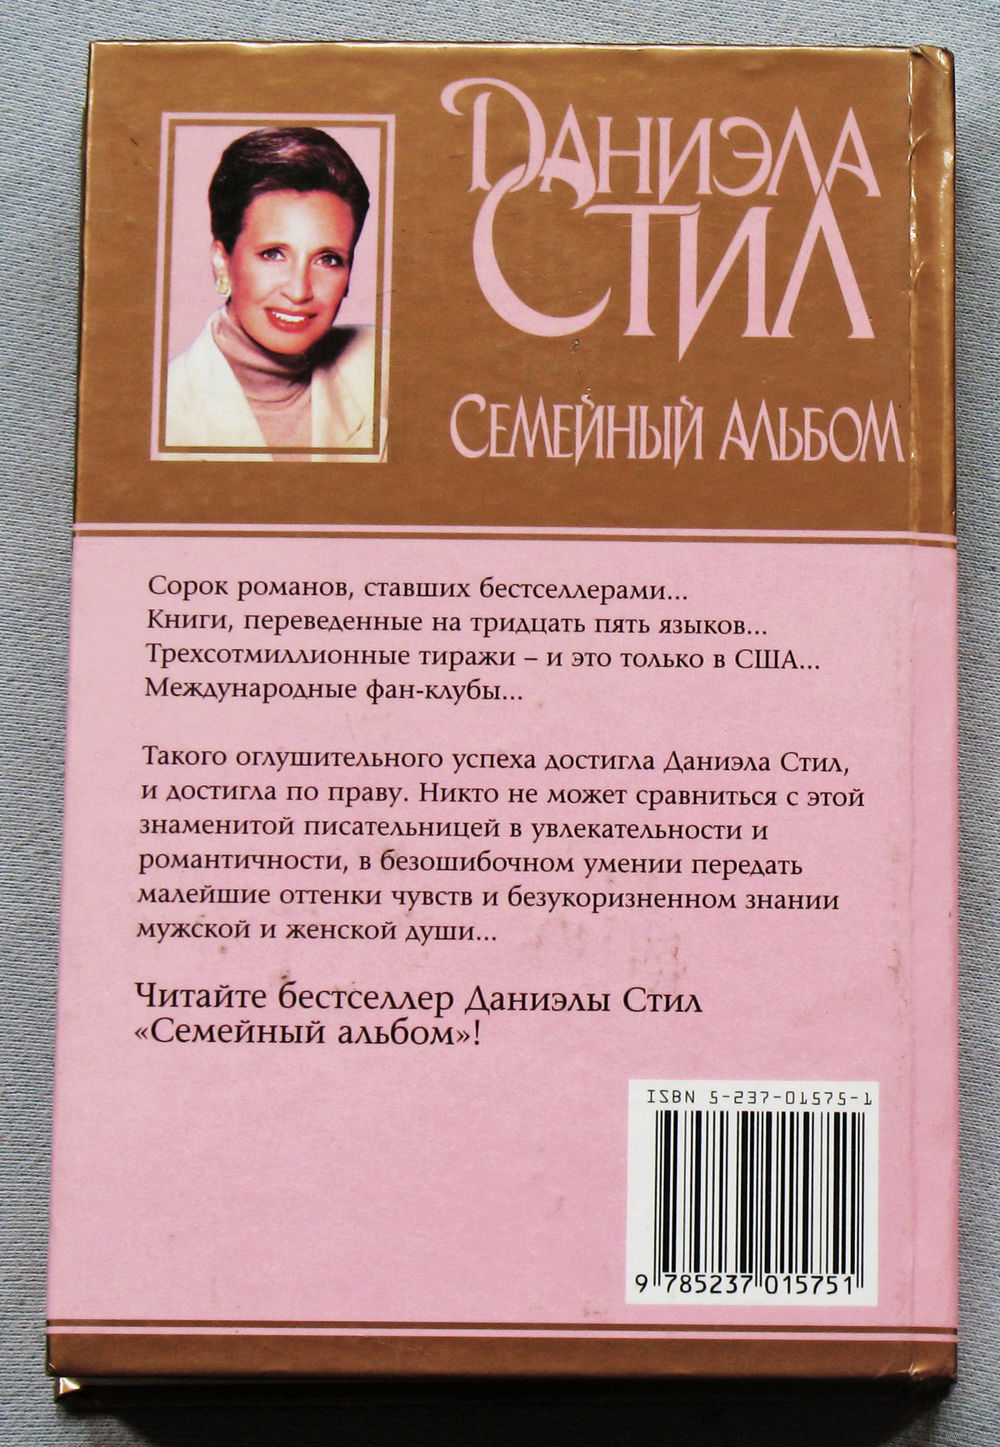 ДАНИЭЛА
СТИЛ
СЕМЕЙНЫЙ АЛЬБОМ
Сорок романов, ставших бестселлерами...
Книги, переведенные на тридцать пять языков...
Трехсотмиллионные тиражи – и это только в США...
Международные фан-клубы...
Такого оглушительного успеха достигла Даниэла Стил,
и достигла по праву. Никто не может сравниться с этой
знаменитой писательницей в увлекательности и
романтичности, в безошибочном умении передать
малейшие оттенки чувств и безукоризненном знании
мужской и женской души...
Читайте бестселлер Даниэлы Стил
«Семейный альбом»!
ISBN 5-237-01575-1
9 785237 015751